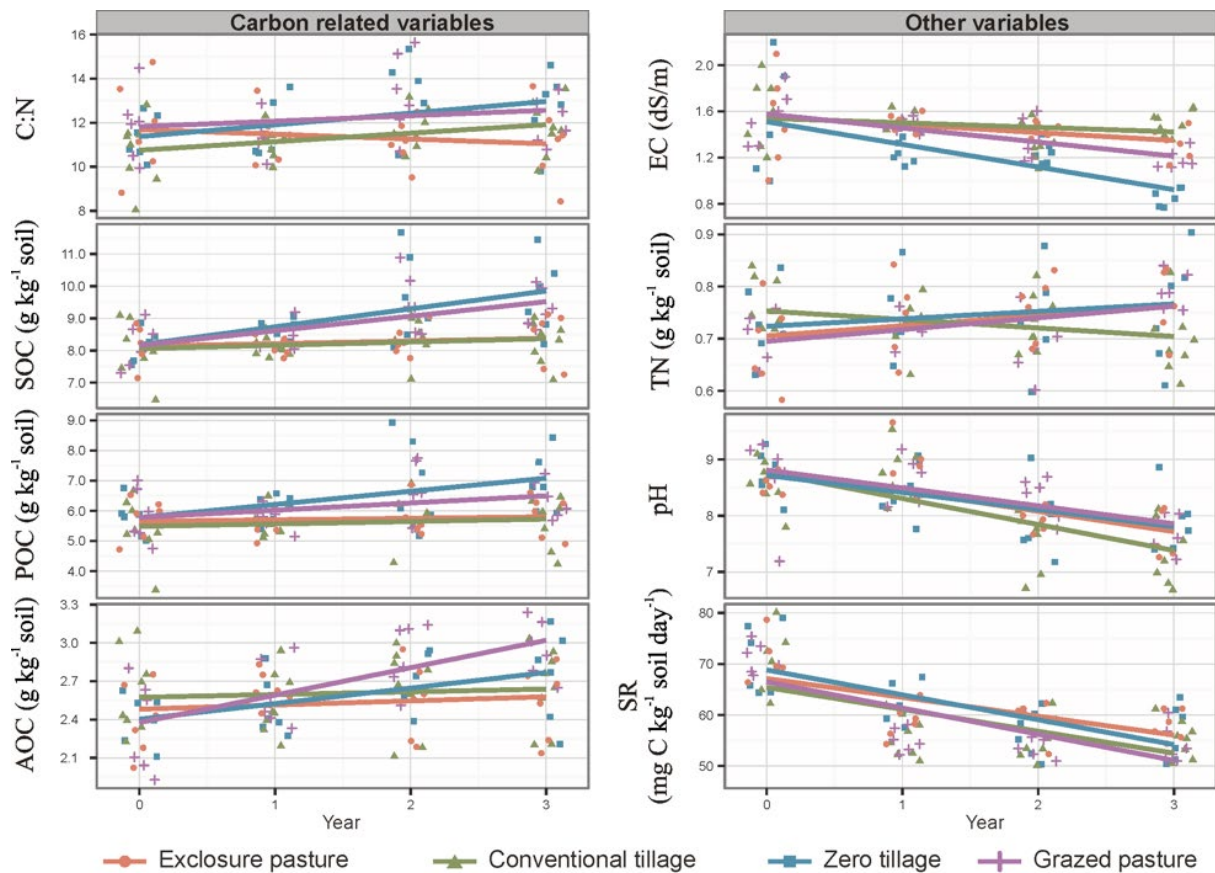 Carbon related variables
C:N
16
14
12
10
8
SOC (g kg⁻¹ soil)
11.0
10.0
9.0
8.0
7.0
POC (g kg⁻¹ soil)
9.0
8.0
7.0
6.0
5.0
4.0
AOC (g kg⁻¹ soil)
3.3
3.0
2.7
2.4
2.1
0 1 2 3
Year
Other variables
EC (dS/m)
2.0
1.6
1.2
0.8
TN (g kg⁻¹ soil)
0.9
0.8
0.7
0.6
pH
9
8
7
SR
(mg C kg⁻¹ soil day⁻¹)
80
70
60
50
0 1 2 3
Year
Exclosure pasture Conventional tillage Zero tillage Grazed pasture